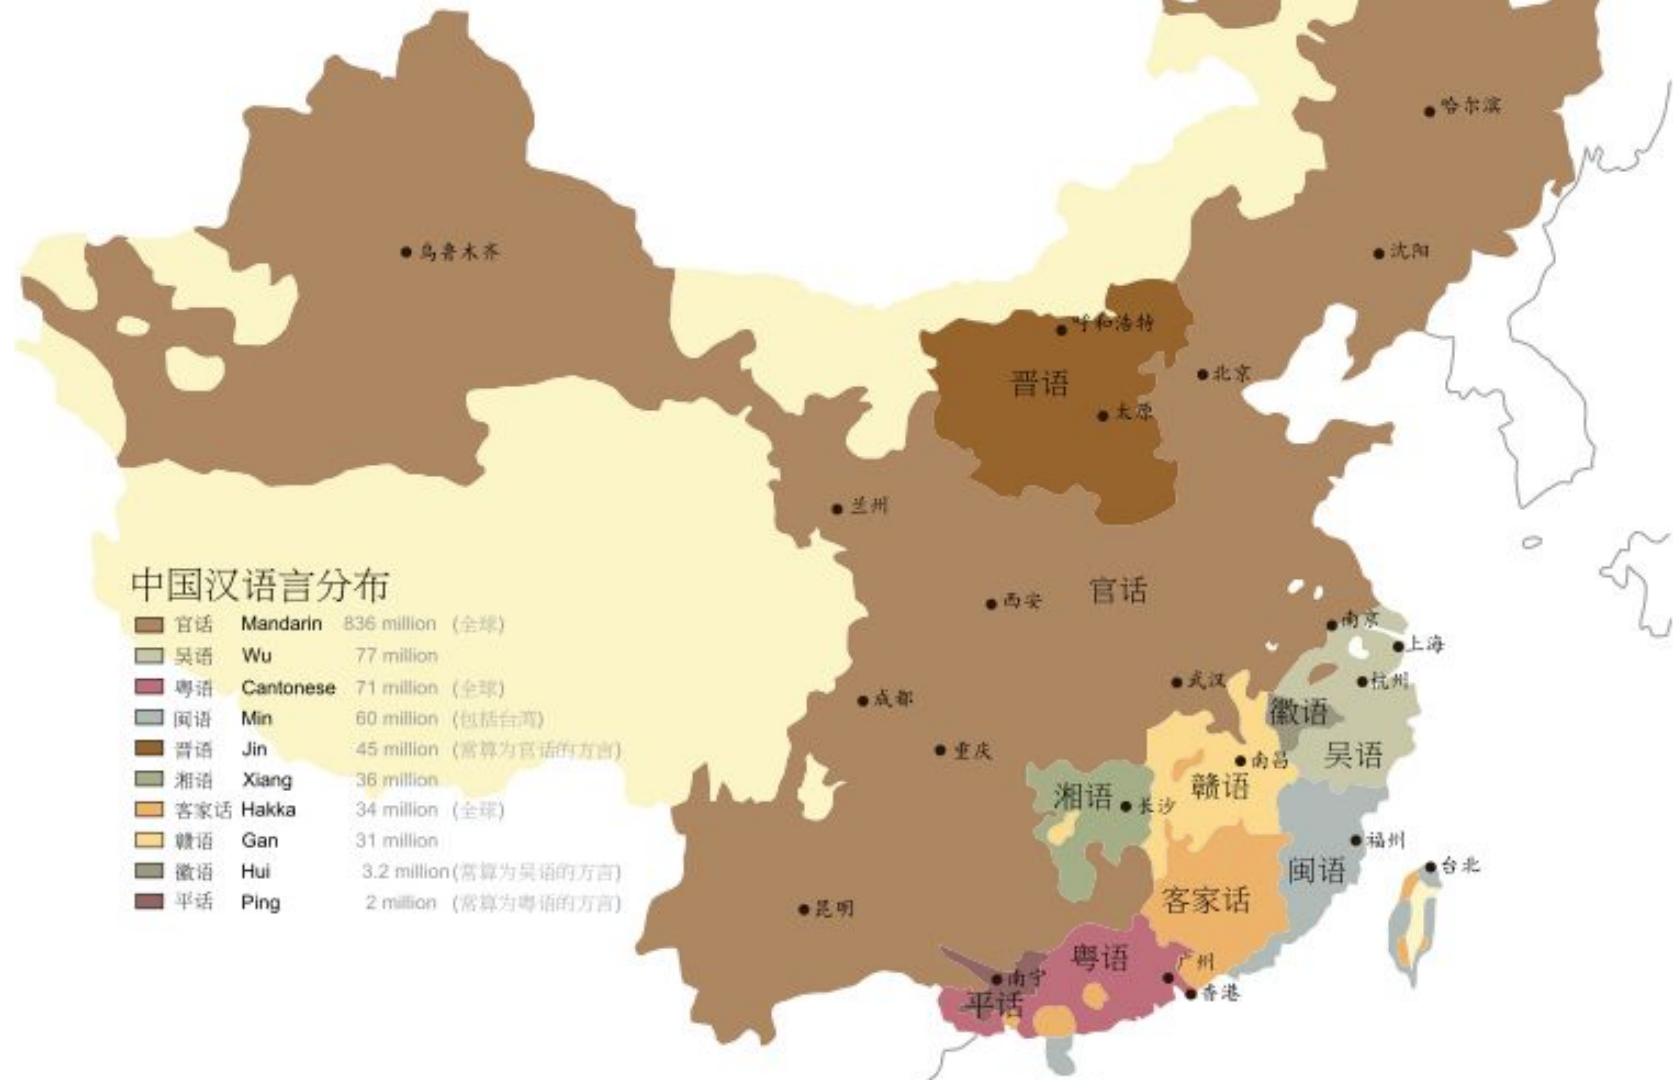 哈尔滨
乌鲁木齐
沈阳
呼和浩特
晋语
北京
太原
兰州
中国汉语言分布
西安
官话
官话 Mandarin 836 million (全球)
南京
上海
吴语 Wu 77 million
粤语 Cantonese 71 million (全球)
武汉
杭州
成都
徽语
闽语 Min 60 million (包括台湾)
晋语 Jin 45 million (常算为官话的方言)
重庆
南昌
吴语
湘语 Xiang 36 million
赣语
湘语
长沙
客家话 Hakka 34 million (全球)
赣语 Gan 31 million
福州
台北
徽语 Hui 3.2 million (常算为吴语的方言)
闽语
平话 Ping 2 million (常算为粤语的方言)
客家话
昆明
粤语
广州
南宁
香港
平话